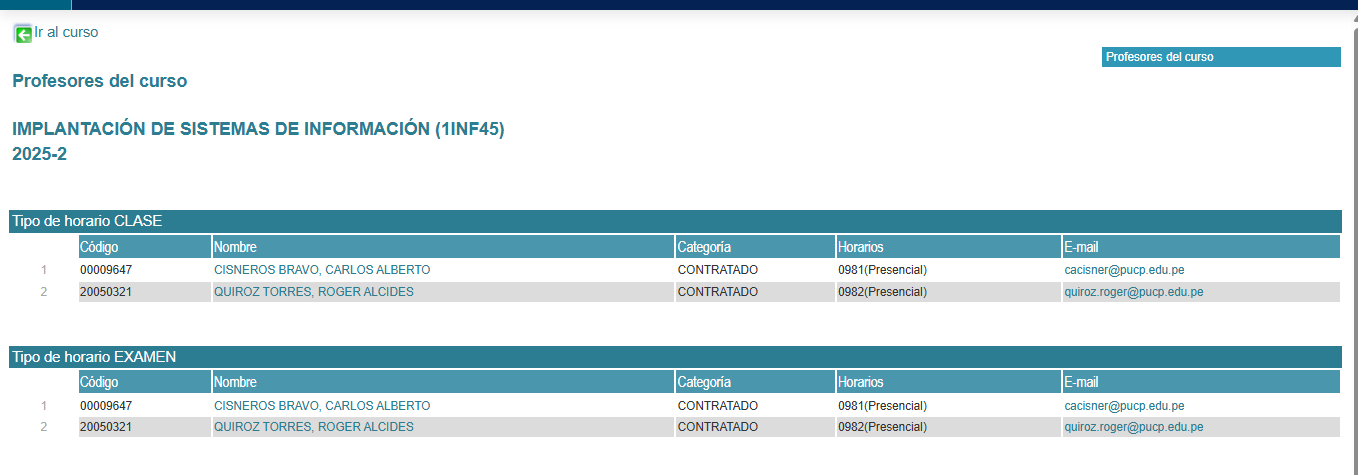 Ir al curso
Profesores del curso
Profesores del curso
IMPLANTACIÓN DE SISTEMAS DE INFORMACIÓN (1INF45)
2025-2
Tipo de horario CLASE
Código Nombre Categoría Horarios E-mail
1 00009647 CISNEROS BRAVO, CARLOS ALBERTO CONTRATADO 0981(Presencial) cacisner@pucp.edu.pe
2 20050321 QUIROZ TORRES, ROGER ALCIDES CONTRATADO 0982(Presencial) quiroz.roger@pucp.edu.pe
Tipo de horario EXAMEN
Código Nombre Categoría Horarios E-mail
1 00009647 CISNEROS BRAVO, CARLOS ALBERTO CONTRATADO 0981(Presencial) cacisner@pucp.edu.pe
2 20050321 QUIROZ TORRES, ROGER ALCIDES CONTRATADO 0982(Presencial) quiroz.roger@pucp.edu.pe